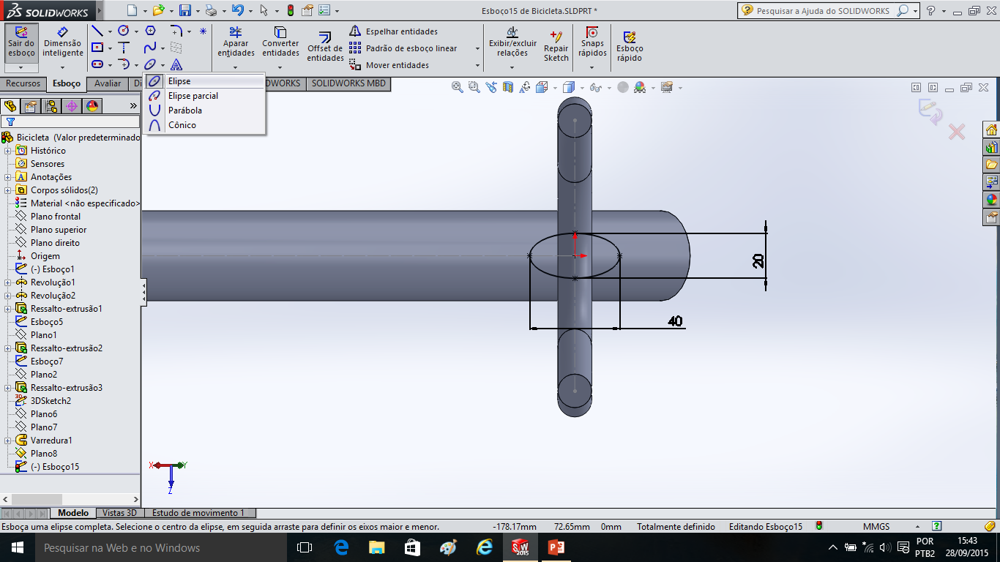 SOLIDWORKS
Esboço15 de Bicicleta.SLDPRT *
Pesquisar a Ajuda do SOLIDWORKS
Sair do esboço
Dimensão inteligente
Aparar entidades
Converter entidades
Offset de entidades
Espelhar entidades
Padrão de esboço linear
Mover entidades
Exibir/excluir relações
Reparar Sketch
Snaps rápidos
Esboço rápido
Recursos
Esboço
Avaliar
Di
DWORKS
SOLIDWORKS MBD
Elipse
Elipse parcial
Parábola
Cônico
Bicicleta (Valor predeterminado
Histórico
Sensores
Anotações
Corpos sólidos(2)
Material <não especificado>
Plano frontal
Plano superior
Plano direito
Origem
(-) Esboço1
Revolução1
Revolução2
Ressalto-extrusão1
Esboço5
Plano1
Ressalto-extrusão2
Esboço7
Plano2
Ressalto-extrusão3
3DSketch2
Plano6
Plano7
Varredura1
Plano8
(-) Esboço15
20
40
X
Y
Z
Modelo
Vistas 3D
Estudo de movimento 1
Esboça uma elipse completa. Selecione o centro da elipse, em seguida arraste para definir os eixos maior e menor.
-178.17mm
72.65mm
0mm
Totalmente definido
Editando Esboço15
MMGS
Pesquisar na Web e no Windows
SW
2015
POR
PTB2
15:43
28/09/2015